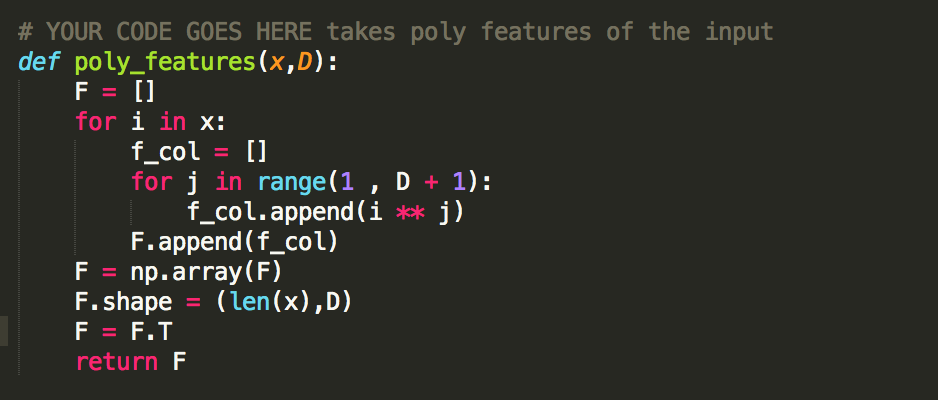 # YOUR CODE GOES HERE takes poly features of the input
def poly_features(x,D):
    F = []
    for i in x:
        f_col = []
        for j in range(1 , D + 1):
            f_col.append(i ** j)
        F.append(f_col)
    F = np.array(F)
    F.shape = (len(x),D)
    F = F.T
    return F